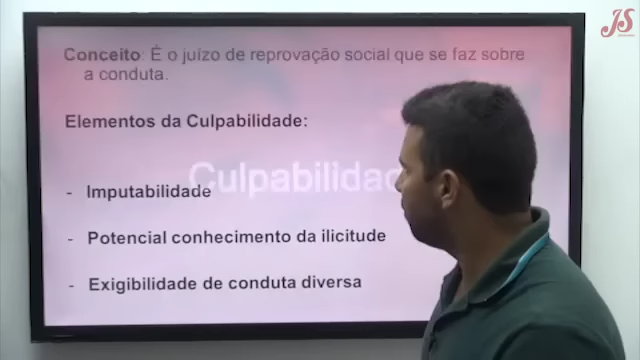 JS
Conceito: É o juízo de reprovação social que se faz sobre
a conduta.
Elementos da Culpabilidade:
- Imputabilidade
- Potencial conhecimento da ilicitude
- Exigibilidade de conduta diversa